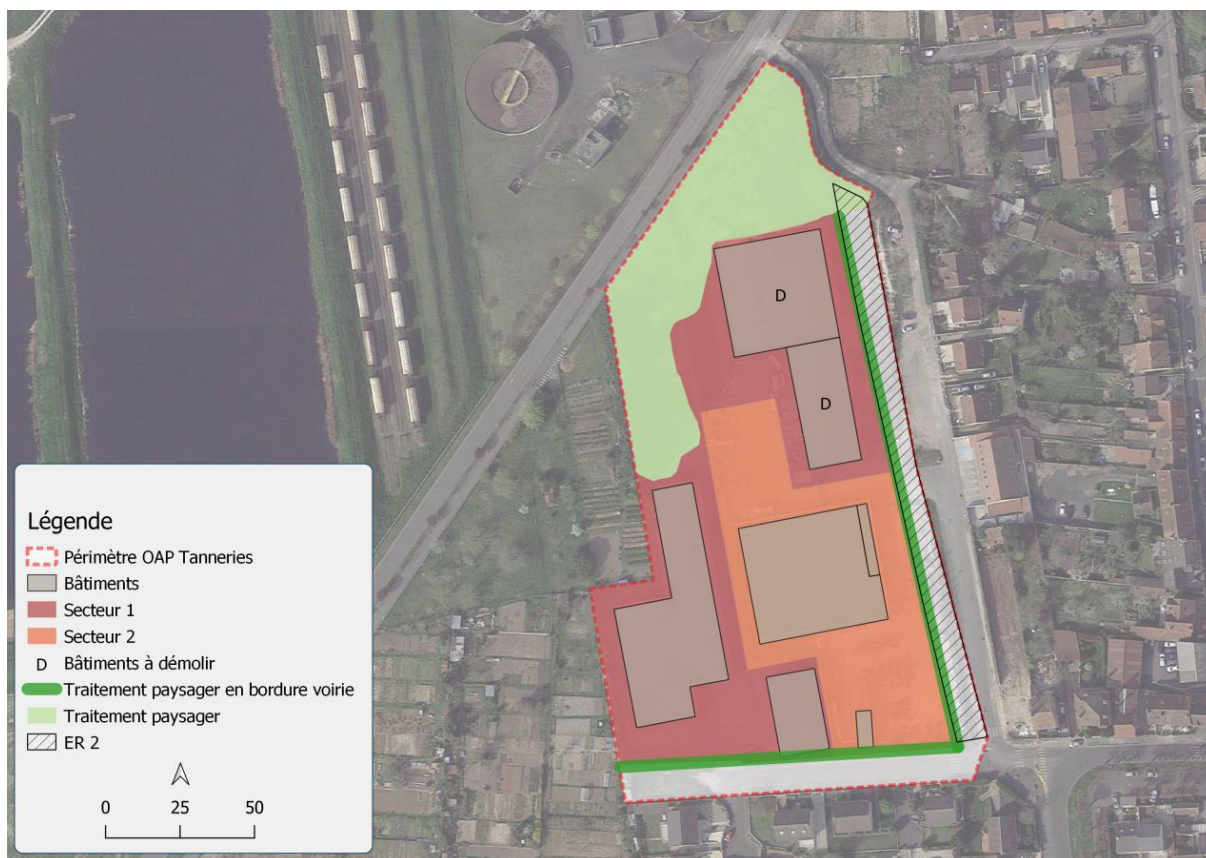 D
D
Légende
Périmètre OAP Tanneries
Bâtiments
Secteur 1
Secteur 2
D Bâtiments à démolir
Traitement paysager en bordure voirie
Traitement paysager
ER 2
0 25 50